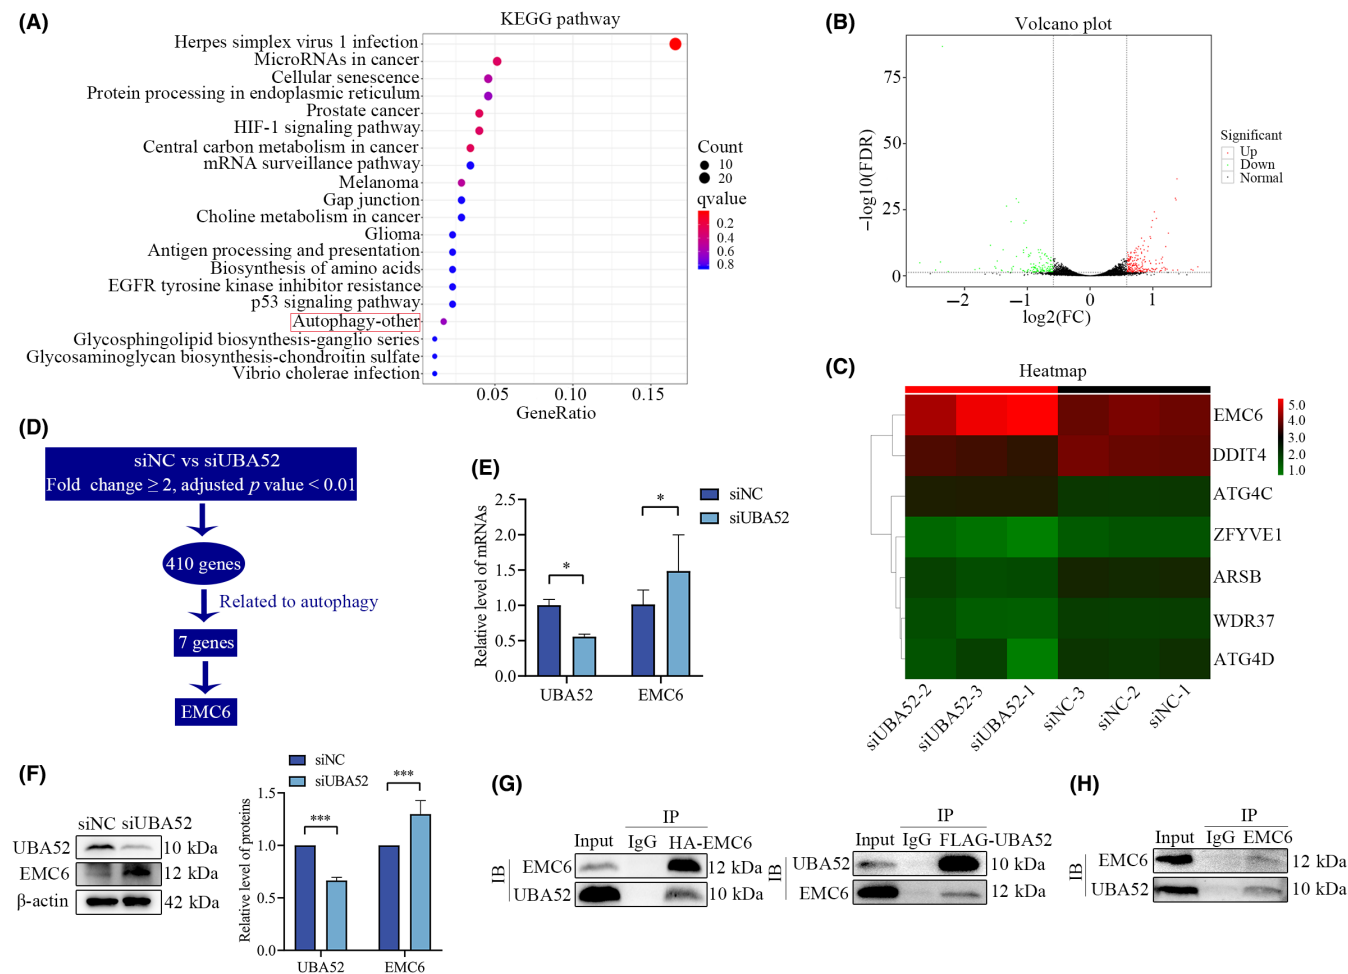 (A)
KEGG pathway
Herpes simplex virus 1 infection
MicroRNAs in cancer
Cellular senescence
Protein processing in endoplasmic reticulum
Prostate cancer
HIF-1 signaling pathway
Central carbon metabolism in cancer
mRNA surveillance pathway
Melanoma
Gap junction
Choline metabolism in cancer
Glioma
Antigen processing and presentation
Biosynthesis of amino acids
EGFR tyrosine kinase inhibitor resistance
p53 signaling pathway
Autophagy-other
Glycosphingolipid biosynthesis-ganglio series
Glycosaminoglycan biosynthesis-chondroitin sulfate
Vibrio cholerae infection
0.05 0.10 0.15
GeneRatio
Count
10
20
qvalue
0.2
0.4
0.6
0.8
(B)
Volcano plot
−log10(FDR)
75
50
25
0
−2 −1 0 1
log2(FC)
Significant
Up
Down
Normal
(C)
Heatmap
EMC6
DDIT4
ATG4C
ZFYVE1
ARSB
WDR37
ATG4D
5.0
4.0
3.0
2.0
1.0
siUBA52-2 siUBA52-3 siUBA52-1 siNC-3 siNC-2 siNC-1
(D)
siNC vs siUBA52
Fold change ≥ 2, adjusted p value < 0.01
410 genes
Related to autophagy
7 genes
EMC6
(E)
Relative level of mRNAs
2.5
2.0
1.5
1.0
0.5
0.0
* *
UBA52 EMC6
siNC
siUBA52
(F)
siNC siUBA52
UBA52 10 kDa
EMC6 12 kDa
β-actin 42 kDa
siNC
siUBA52
Relative level of proteins
1.5
1.0
0.5
0.0
*** ***
UBA52 EMC6
(G)
IP
Input IgG HA-EMC6
IB
EMC6 12 kDa
UBA52 10 kDa
IP
Input IgG FLAG-UBA52
IB
UBA52 10 kDa
EMC6 12 kDa
(H)
IP
Input IgG EMC6
IB
EMC6 12 kDa
UBA52 10 kDa